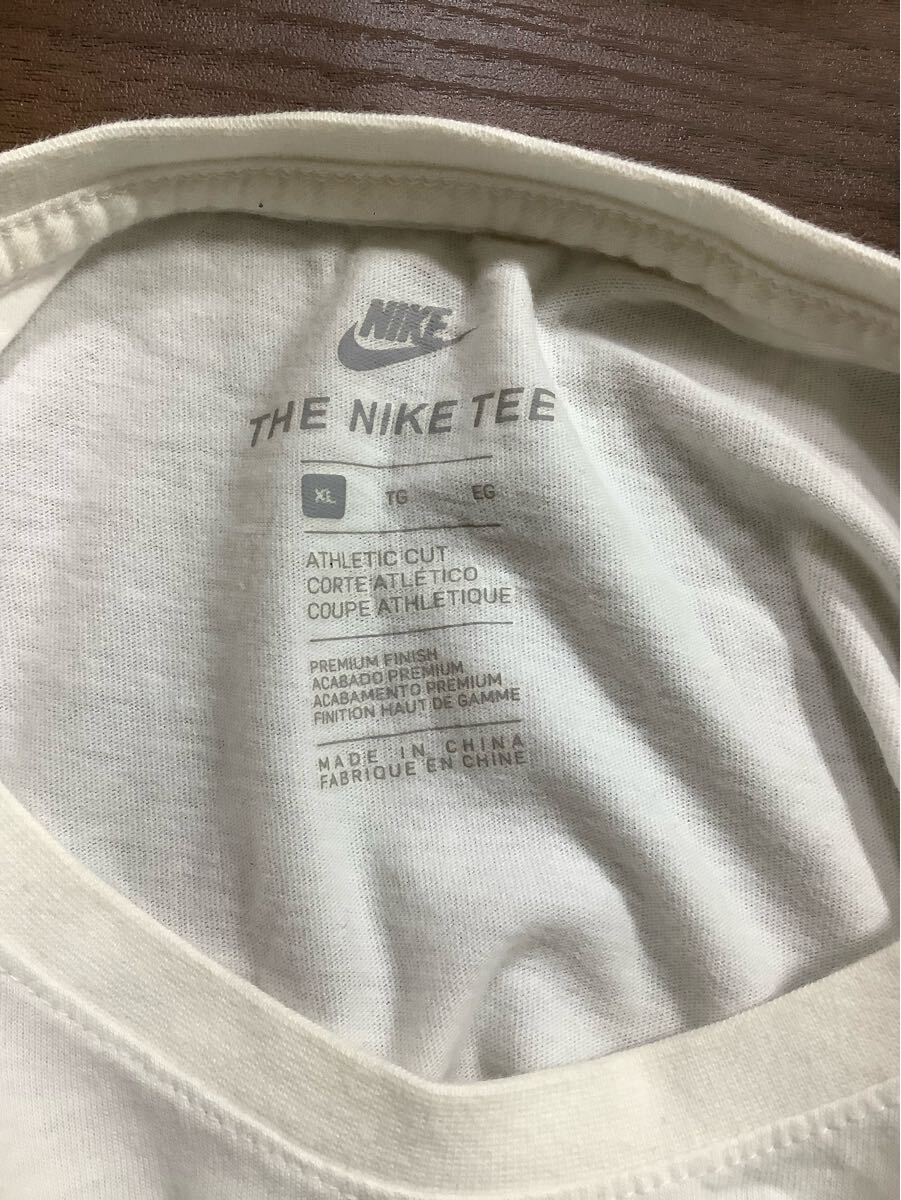 NIKE
THE NIKE TEE
XL TG EG
ATHLETIC CUT
CORTE ATLÉTICO
COUPE ATHLÉTIQUE
PREMIUM FINISH
ACABADO PREMIUM
ACABAMENTO PREMIUM
FINITION HAUT DE GAMME
MADE IN CHINA
FABRIQUÉ EN CHINE